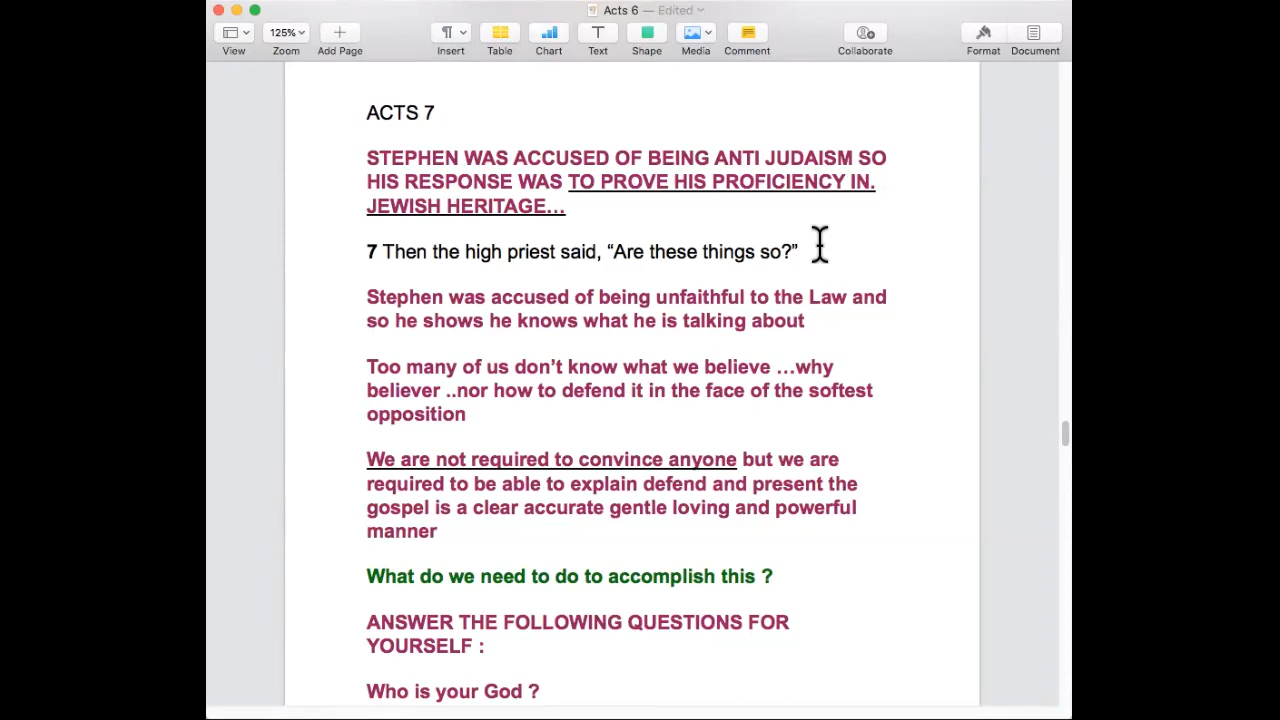 Acts 6 — Edited
125%
View
Zoom
Add Page
Insert
Table
Chart
Text
Shape
Media
Comment
Collaborate
Format
Document
ACTS 7
STEPHEN WAS ACCUSED OF BEING ANTI JUDAISM SO
HIS RESPONSE WAS TO PROVE HIS PROFICIENCY IN.
JEWISH HERITAGE…
7 Then the high priest said, “Are these things so?”
Stephen was accused of being unfaithful to the Law and
so he shows he knows what he is talking about
Too many of us don’t know what we believe …why
believer ..nor how to defend it in the face of the softest
opposition
We are not required to convince anyone but we are
required to be able to explain defend and present the
gospel is a clear accurate gentle loving and powerful
manner
What do we need to do to accomplish this ?
ANSWER THE FOLLOWING QUESTIONS FOR
YOURSELF :
Who is your God ?